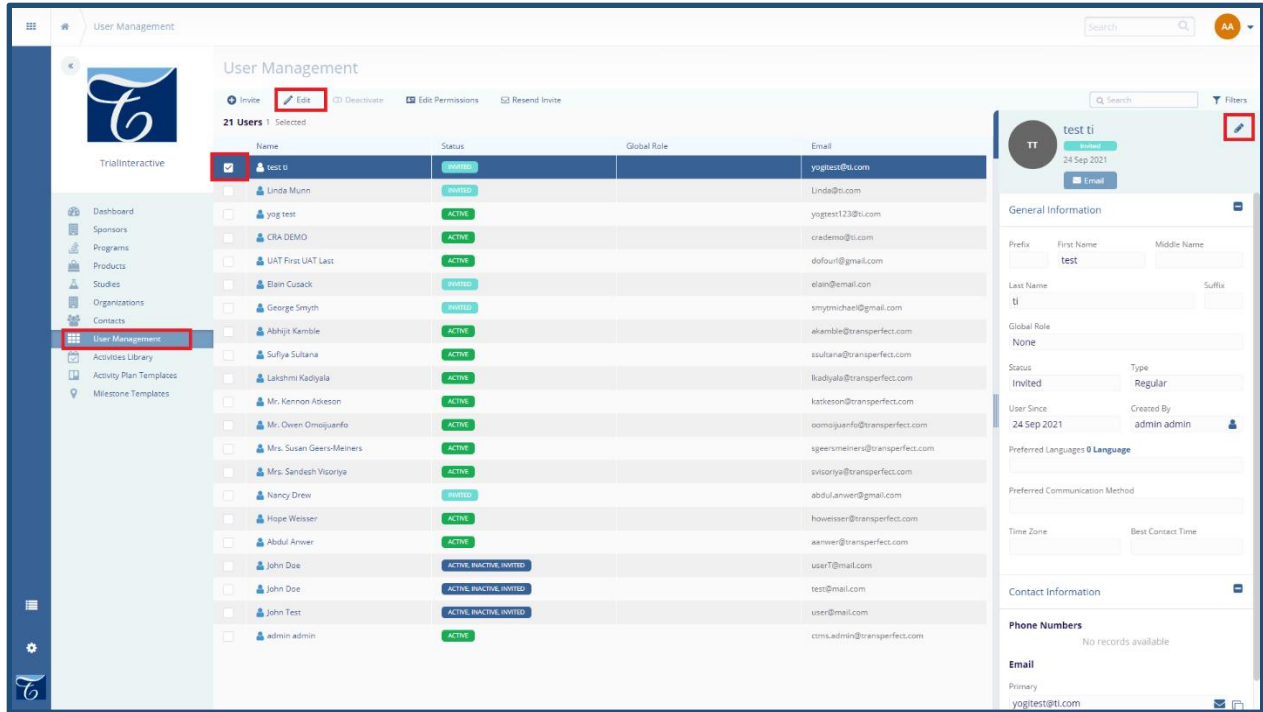 User Management
Search
AA
TrialInteractive
Dashboard
Sponsors
Programs
Products
Studies
Organizations
Contacts
User Management
Activities Library
Activity Plan Templates
Milestone Templates
User Management
Invite Edit Deactivate Edit Permissions Resend Invite
Search
Filters
21 Users 1 Selected
Name Status Global Role Email
test ti INVITED yogitest@ti.com
Linda Munn INVITED Linda@ti.com
yog test ACTIVE yogtest123@ti.com
CRA DEMO ACTIVE crademo@ti.com
UAT First UAT Last ACTIVE dofourl@gmail.com
Elain Cusack INVITED elain@email.con
George Smyth INVITED smytmichael@gmail.com
Abhijit Kamble ACTIVE akamble@transperfect.com
Sufiya Sultana ACTIVE ssultana@transperfect.com
Lakshmi Kadiyala ACTIVE lkadiyala@transperfect.com
Mr. Kennon Atkeson ACTIVE katkeson@transperfect.com
Mr. Owen Omoijuanfo ACTIVE oomoijuanfo@transperfect.com
Mrs. Susan Geers-Meiners ACTIVE sgeersmeiners@transperfect.com
Mrs. Sandesh Visoriya ACTIVE svisoriya@transperfect.com
Nancy Drew INVITED abdul.anwer@gmail.com
Hope Weisser ACTIVE howeisser@transperfect.com
Abdul Anwer ACTIVE aanwer@transperfect.com
John Doe ACTIVE, INACTIVE, INVITED userT@mail.com
John Doe ACTIVE, INACTIVE, INVITED test@mail.com
John Test ACTIVE, INACTIVE, INVITED user@mail.com
admin admin ACTIVE ctms.admin@transperfect.com
TT
test ti
Invited
24 Sep 2021
Email
General Information
Prefix First Name Middle Name
test
Last Name Suffix
ti
Global Role
None
Status Type
Invited Regular
User Since Created By
24 Sep 2021 admin admin
Preferred Languages 0 Language
Preferred Communication Method
Time Zone Best Contact Time
Contact Information
Phone Numbers
No records available
Email
Primary
yogitest@ti.com